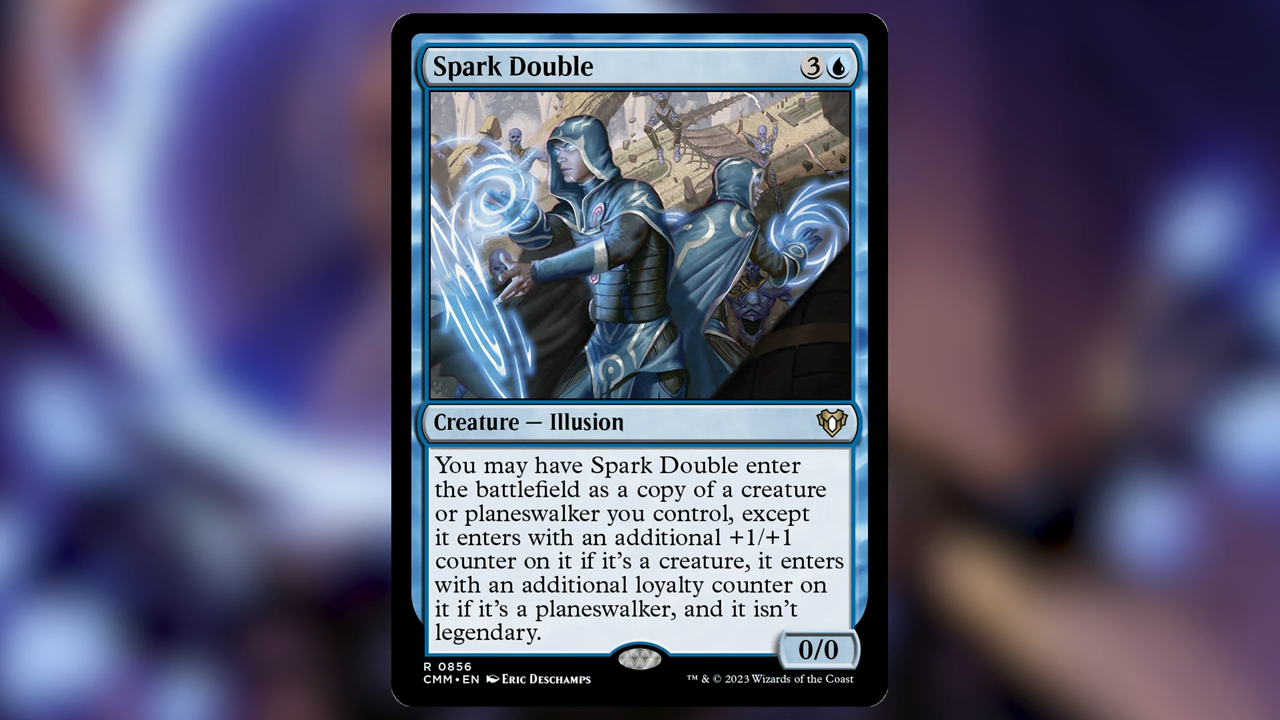 Spark Double 3
Creature — Illusion
You may have Spark Double enter
the battlefield as a copy of a creature
or planeswalker you control, except
it enters with an additional +1/+1
counter on it if it's a creature, it enters
with an additional loyalty counter on
it if it's a planeswalker, and it isn't
legendary.
0/0
R 0856
CMM • EN Eric Deschamps
™ & © 2023 Wizards of the Coast